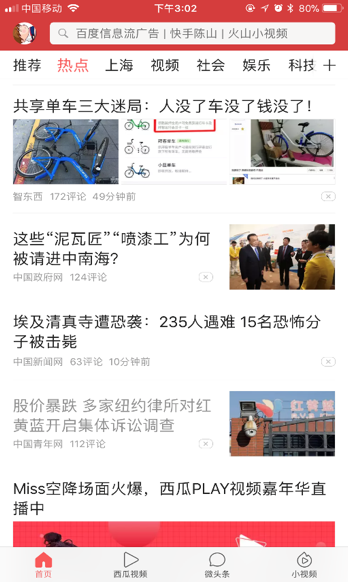 中国移动 下午3:02 80%
百度信息流广告 | 快手陈山 | 火山小视频
推荐 热点 上海 视频 社会 娱乐 科技
共享单车三大迷局：人没了车没了钱没了！
智东西 172评论 49分钟前
这些“泥瓦匠”“喷漆工”为何
被请进中南海？
中国政府网 124评论
埃及清真寺遭恐袭：235人遇难 15名恐怖分
子被击毙
中国新闻网 63评论 10分钟前
股价暴跌 多家纽约律所对红
黄蓝开启集体诉讼调查
中国青年网 112评论
Miss空降场面火爆，西瓜PLAY视频嘉年华直
播中
首页 西瓜视频 微头条 小视频